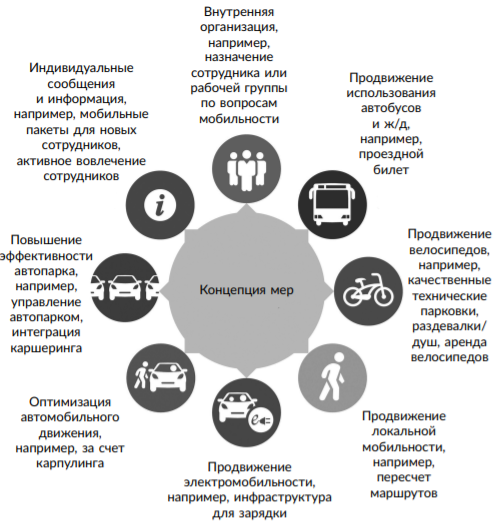 Внутренняя
организация,
например,
назначение
сотрудника или
рабочей группы
по вопросам
мобильности
Продвижение
использования
автобусов
и ж/д,
например,
проездной
билет
Продвижение
велосипедов,
например,
качественные
технические
парковки,
раздевалки/
душ, аренда
велосипедов
Продвижение
локальной
мобильности,
например,
пересчет
маршрутов
Продвижение
электромобильности,
например, инфраструктура
для зарядки
Оптимизация
автомобильного
движения,
например, за счет
карпулинга
Повышение
эффективности
автопарка,
например,
управление
автопарком,
интеграция
каршеринга
Индивидуальные
сообщения
и информация,
например, мобильные
пакеты для новых
сотрудников,
активное вовлечение
сотрудников
Концепция мер
i
e